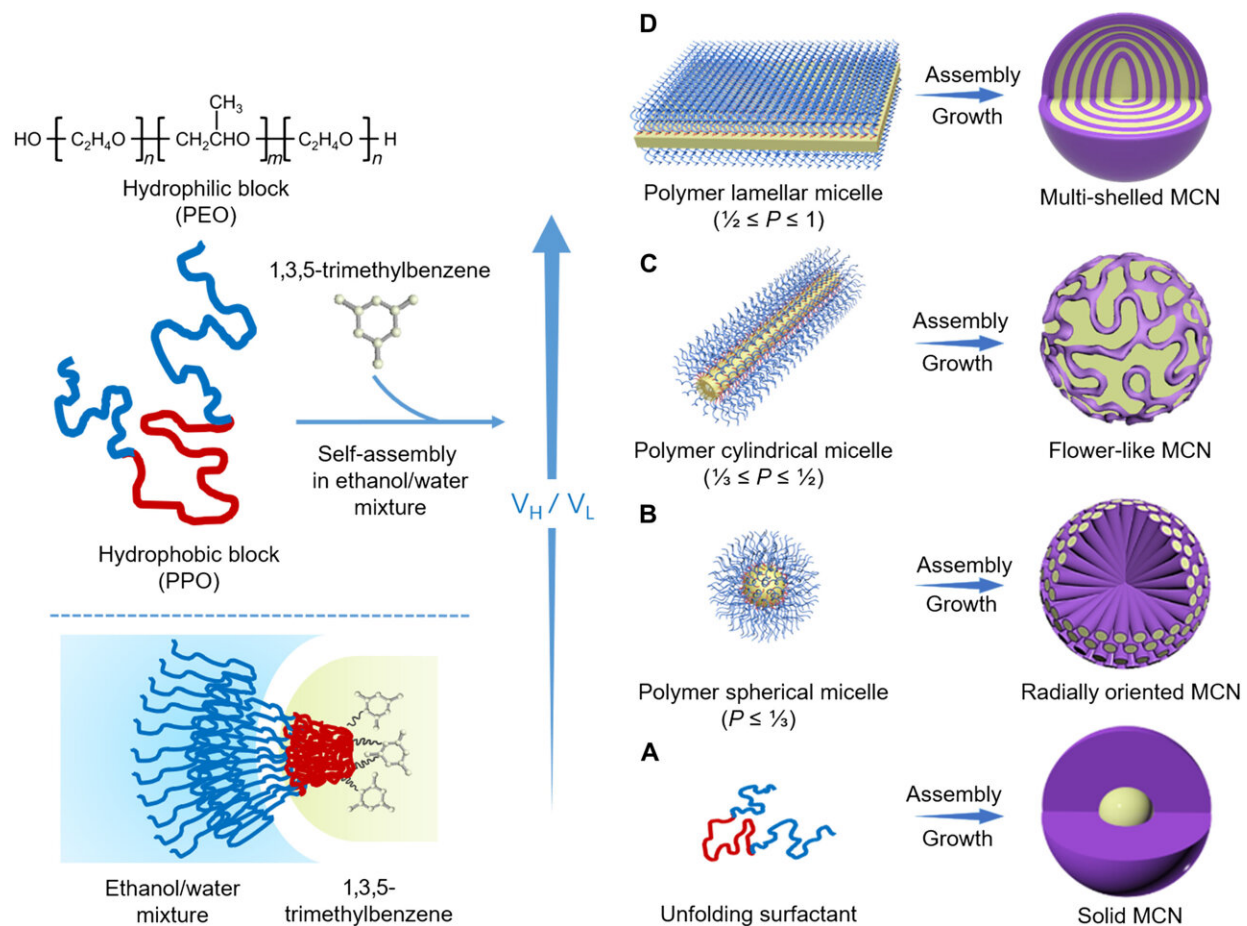 HO [ C₂H₄O ]n [ CH₂CHO ]m [ C₂H₄O ]n H
CH₃
Hydrophilic block
(PEO)
1,3,5-trimethylbenzene
Self-assembly
in ethanol/water
mixture
Hydrophobic block
(PPO)
Ethanol/water
mixture
1,3,5-
trimethylbenzene
V_H / V_L
D
Assembly
Growth
Polymer lamellar micelle
(½ ≤ P ≤ 1)
Multi-shelled MCN
C
Assembly
Growth
Polymer cylindrical micelle
(⅓ ≤ P ≤ ½)
Flower-like MCN
B
Assembly
Growth
Polymer spherical micelle
(P ≤ ⅓)
Radially oriented MCN
A
Assembly
Growth
Unfolding surfactant
Solid MCN